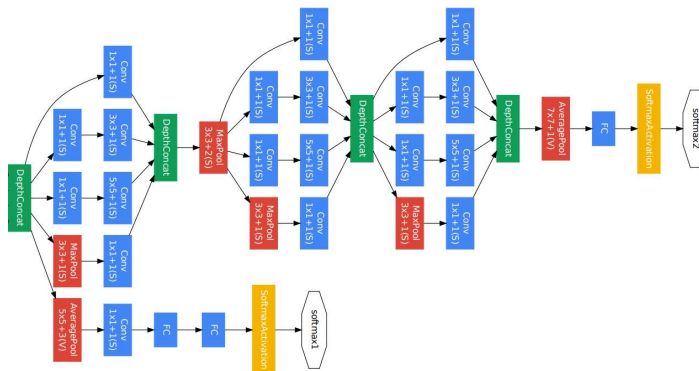 DepthConcat
Conv
1x1+1(S)
Conv
1x1+1(S)
Conv
1x1+1(S)
MaxPool
3x3+1(S)
AveragePool
5x5+3(V)
Conv
3x3+1(S)
Conv
5x5+1(S)
Conv
1x1+1(S)
Conv
1x1+1(S)
DepthConcat
FC
FC
SoftmaxActivation
softmax1
MaxPool
3x3+2(S)
Conv
1x1+1(S)
Conv
1x1+1(S)
Conv
1x1+1(S)
MaxPool
3x3+1(S)
Conv
3x3+1(S)
Conv
5x5+1(S)
Conv
1x1+1(S)
DepthConcat
Conv
1x1+1(S)
Conv
1x1+1(S)
Conv
1x1+1(S)
MaxPool
3x3+1(S)
Conv
3x3+1(S)
Conv
5x5+1(S)
Conv
1x1+1(S)
DepthConcat
AveragePool
7x7+1(V)
FC
SoftmaxActivation
softmax2